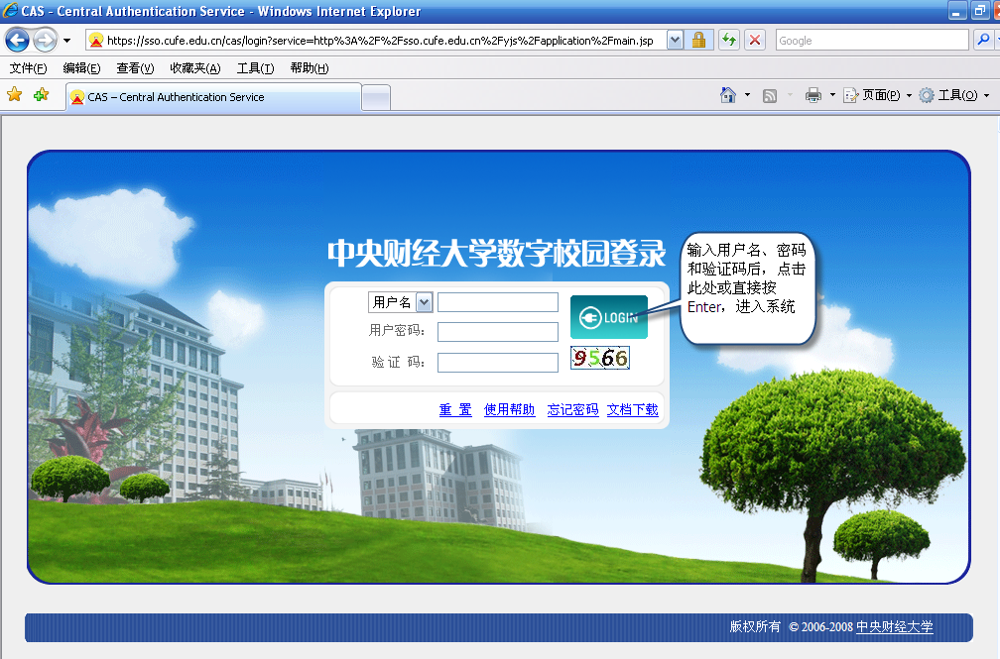 CAS - Central Authentication Service - Windows Internet Explorer
https://sso.cufe.edu.cn/cas/login?service=http%3A%2F%2Fsso.cufe.edu.cn%2Fyjs%2Fapplication%2Fmain.jsp
Google
文件(F) 编辑(E) 查看(V) 收藏夹(A) 工具(T) 帮助(H)
CAS – Central Authentication Service
页面(P) 工具(O)
中央财经大学数字校园登录
输入用户名、密码
和验证码后，点击
此处或直接按
Enter，进入系统
用户名
LOGIN
用户密码：
验 证 码：
9566
重 置 使用帮助 忘记密码 文档下载
版权所有 © 2006-2008 中央财经大学